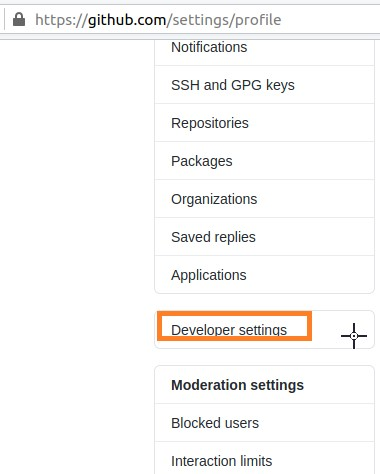 https://github.com/settings/profile
Notifications
SSH and GPG keys
Repositories
Packages
Organizations
Saved replies
Applications
Developer settings
Moderation settings
Blocked users
Interaction limits